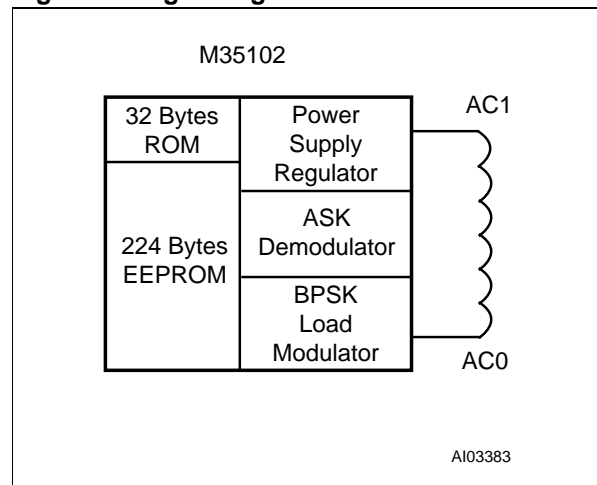 M35102
32 Bytes
ROM
224 Bytes
EEPROM
Power
Supply
Regulator
ASK
Demodulator
BPSK
Load
Modulator
AC1
AC0
AI03383